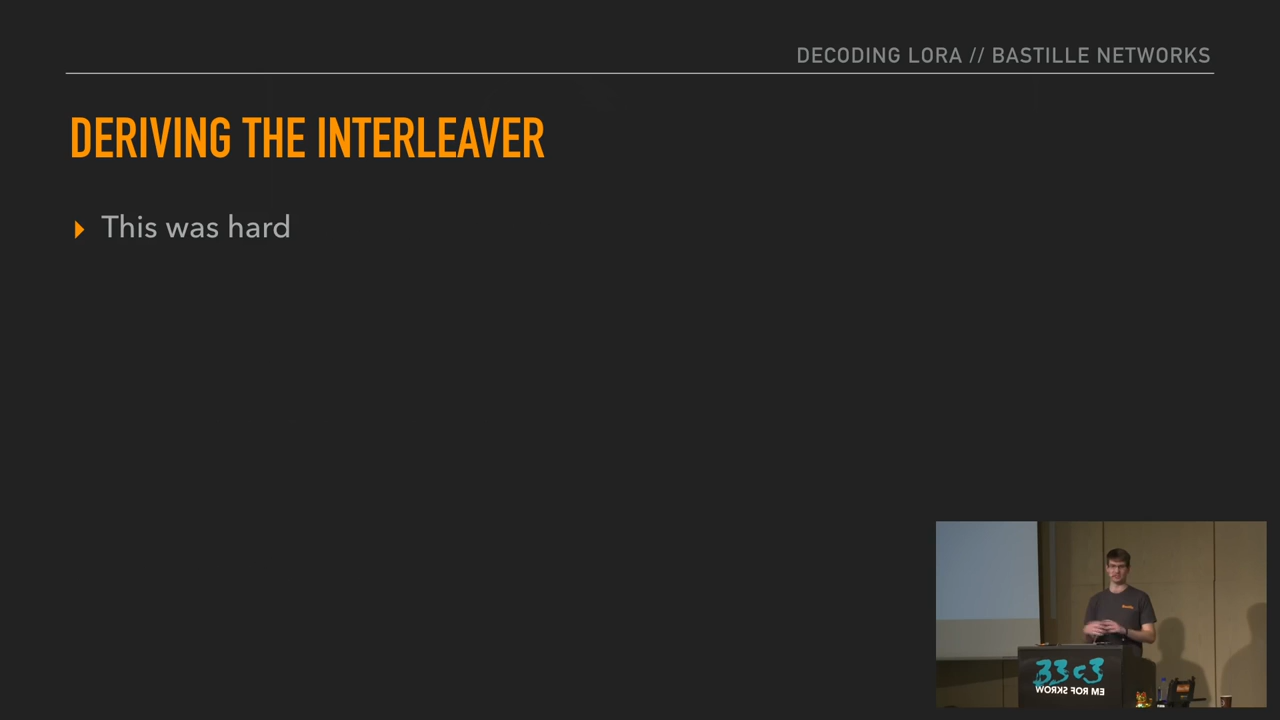 DECODING LORA // BASTILLE NETWORKS
DERIVING THE INTERLEAVER
This was hard
33c3
WORKS FOR ME